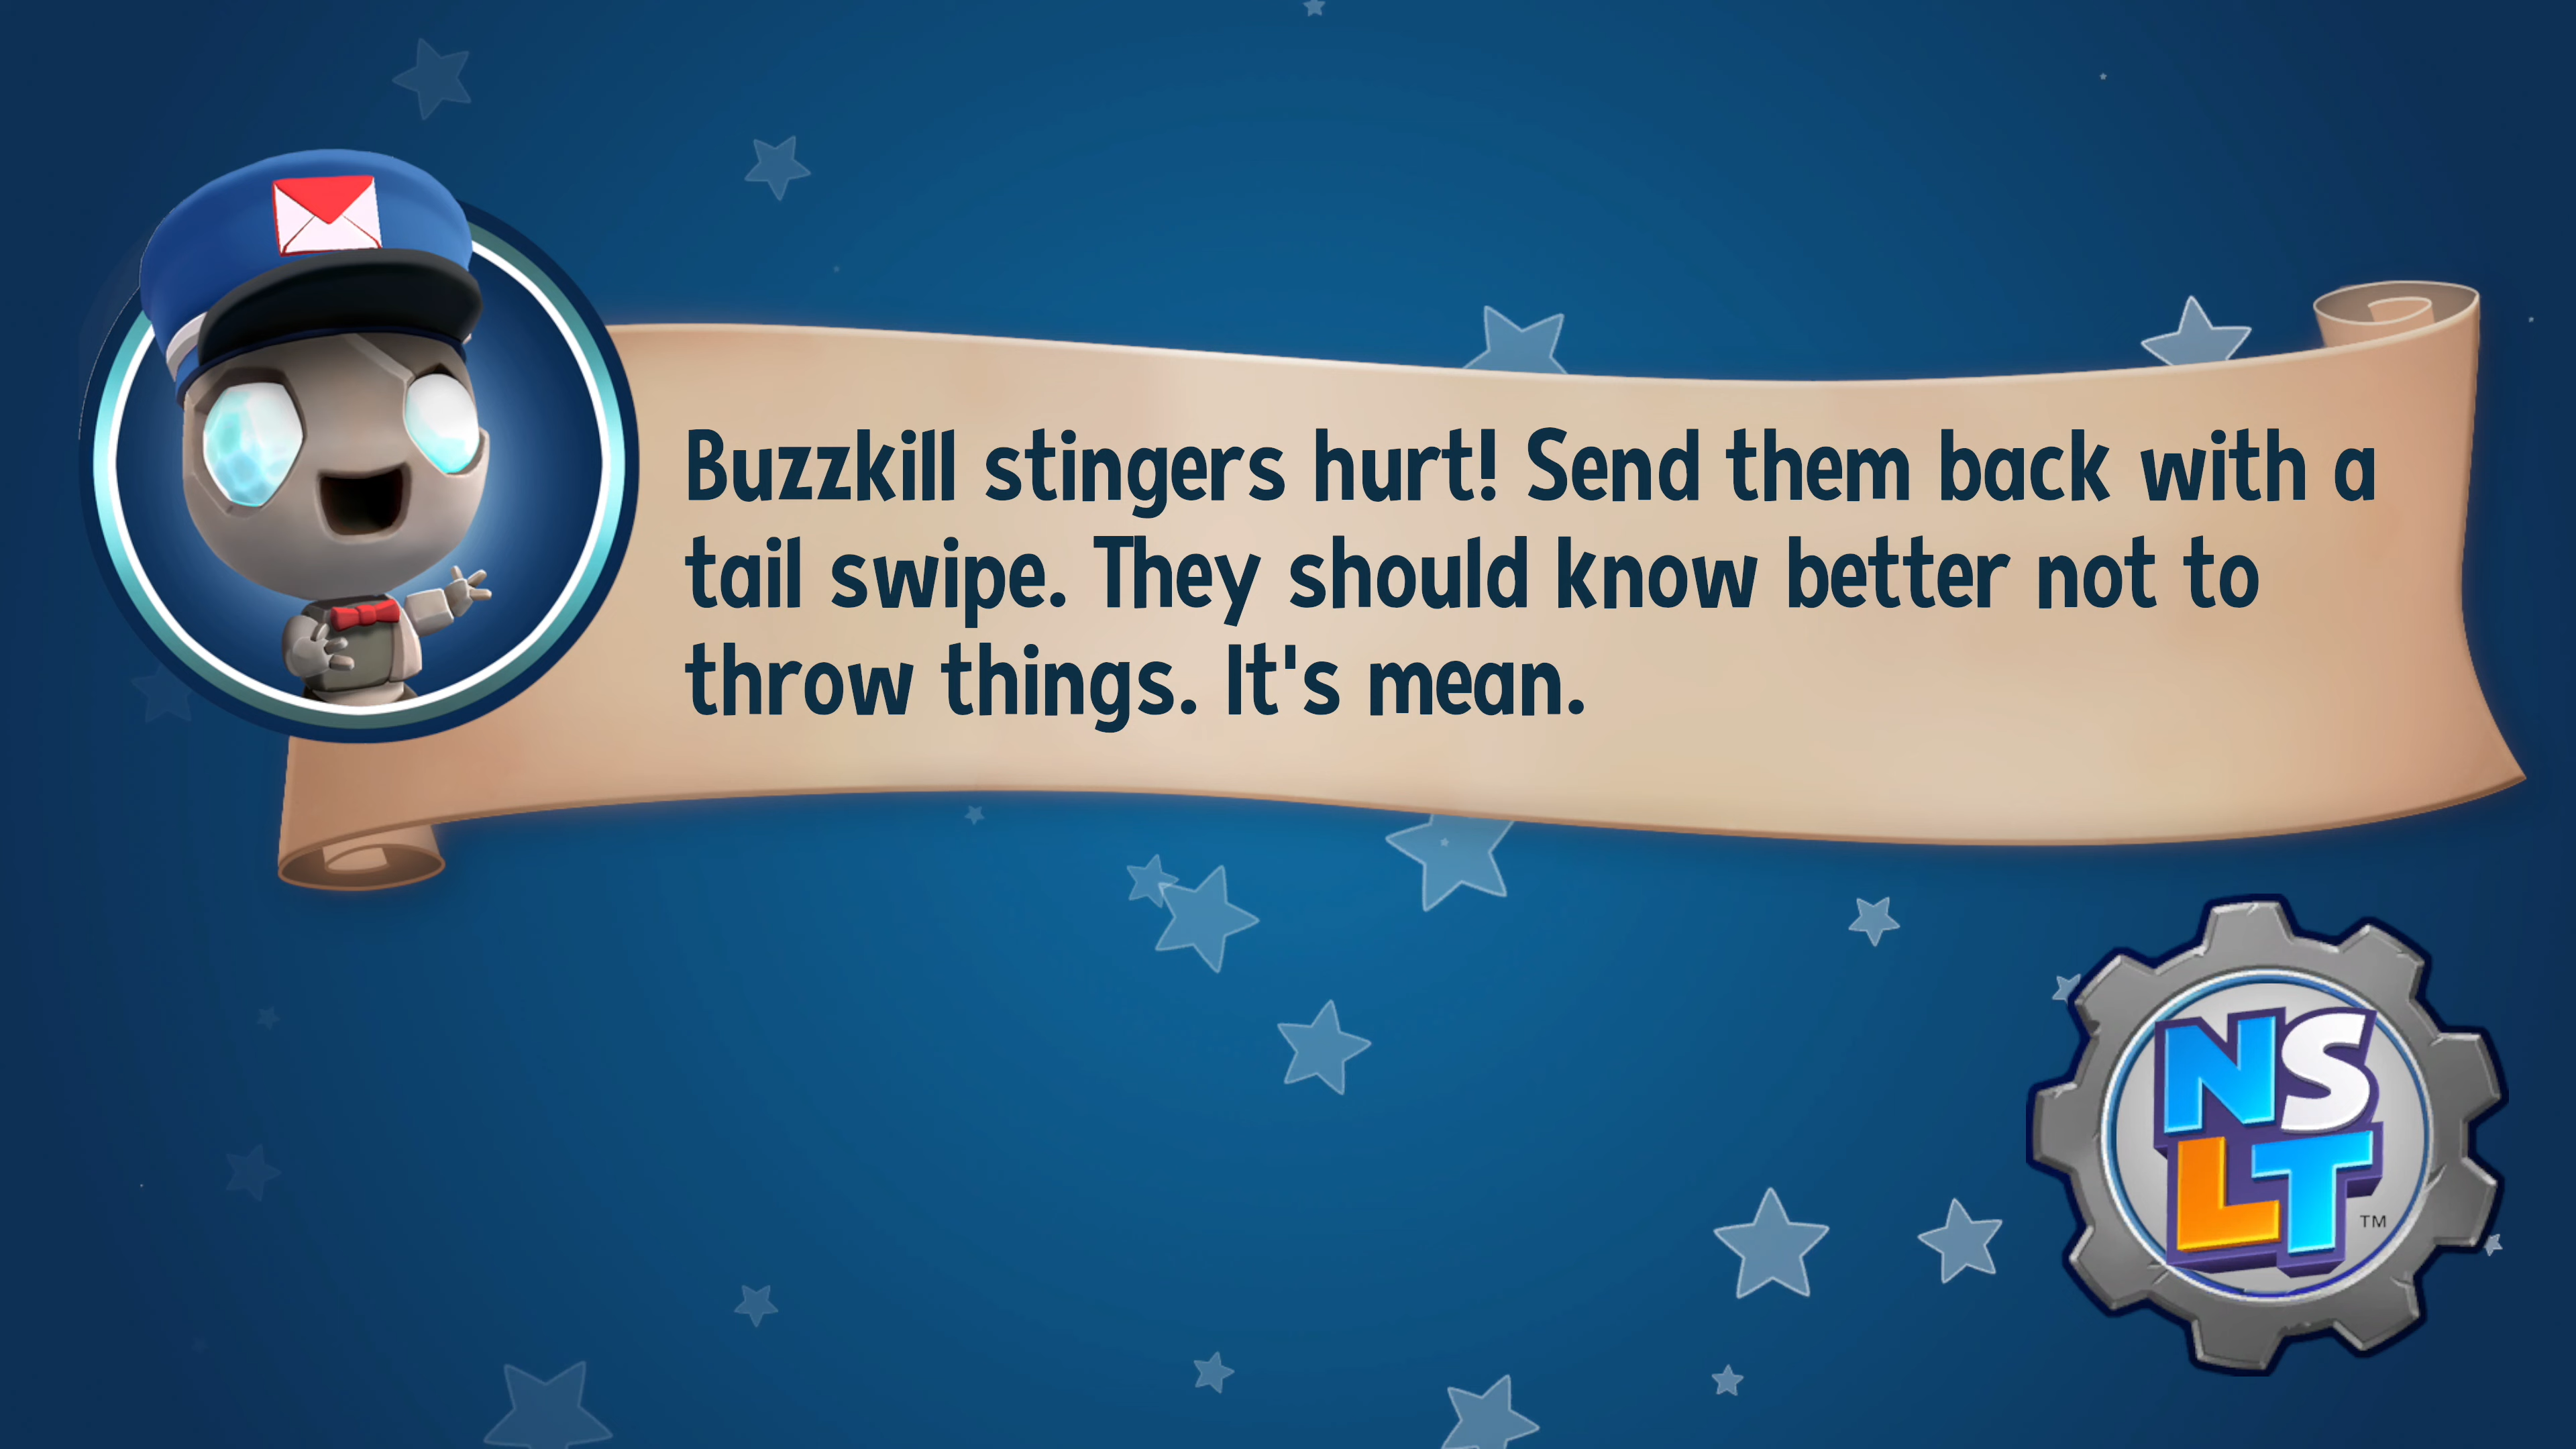 Buzzkill stingers hurt! Send them back with a
tail swipe. They should know better not to
throw things. It's mean.
NS
LT
TM